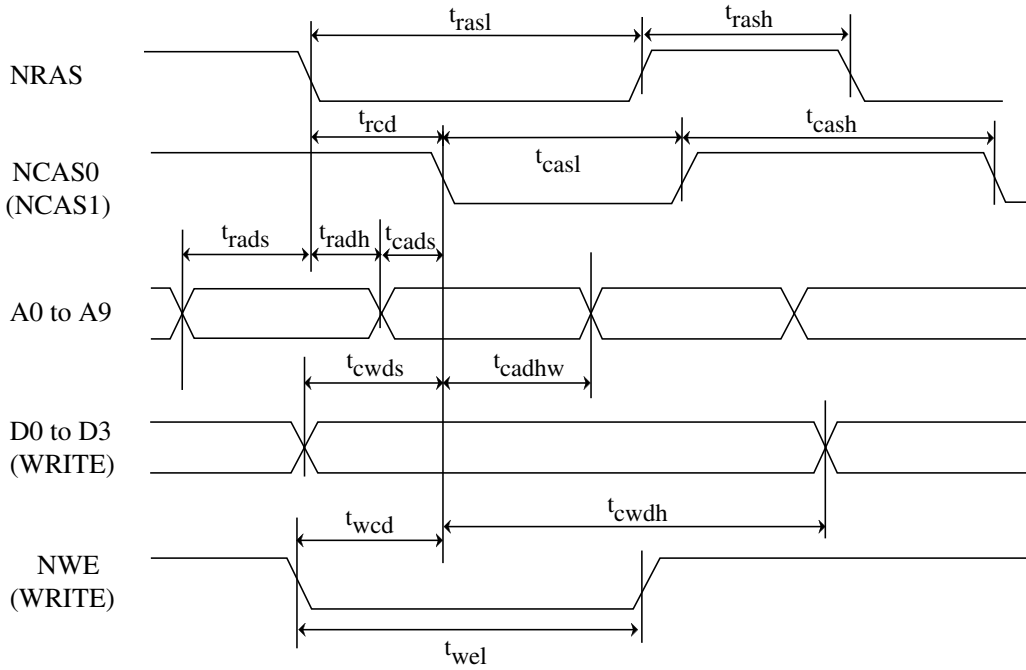 trasl
trash
NRAS
trcd
tcash
NCAS0
(NCAS1)
tcasl
trads
tradh
tcads
A0 to A9
tcwds
tcadhw
D0 to D3
(WRITE)
twcd
tcwdh
NWE
(WRITE)
twel